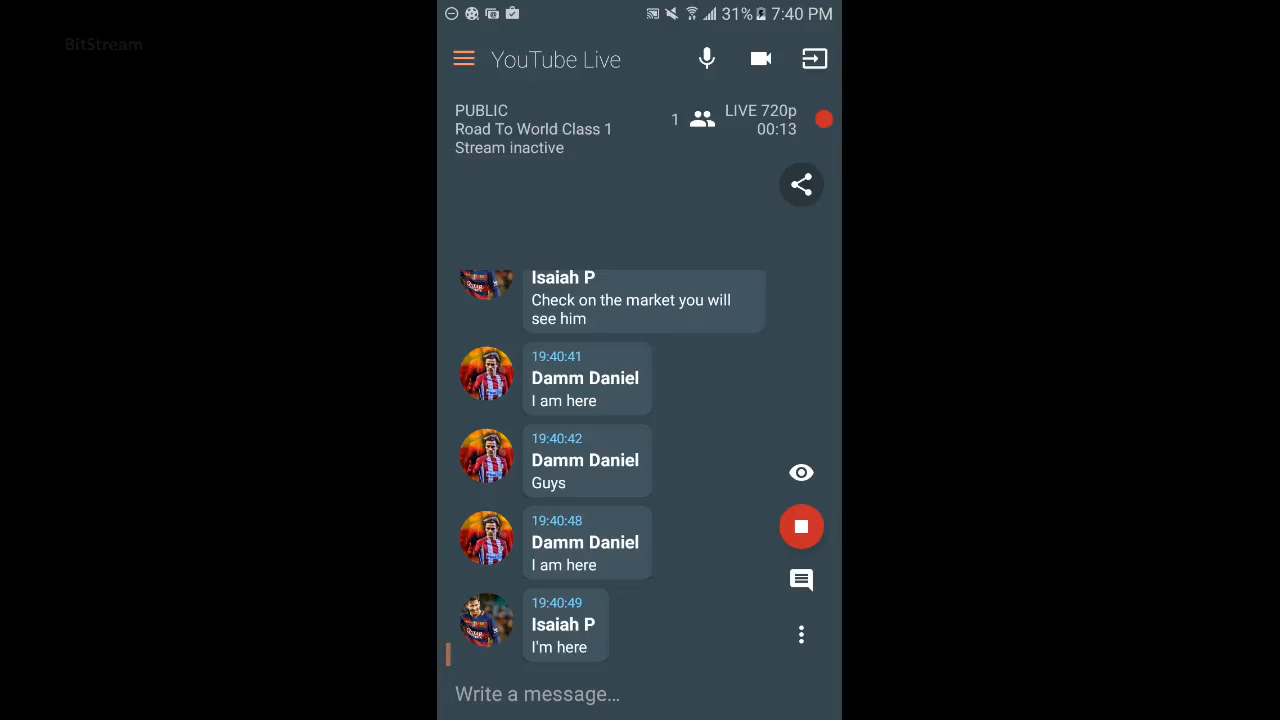 BitStream
31% 7:40 PM
YouTube Live
PUBLIC
Road To World Class 1
Stream inactive
1
LIVE 720p
00:13
Isaiah P
Check on the market you will
see him
19:40:41
Damm Daniel
I am here
19:40:42
Damm Daniel
Guys
19:40:48
Damm Daniel
I am here
19:40:49
Isaiah P
I'm here
Write a message...